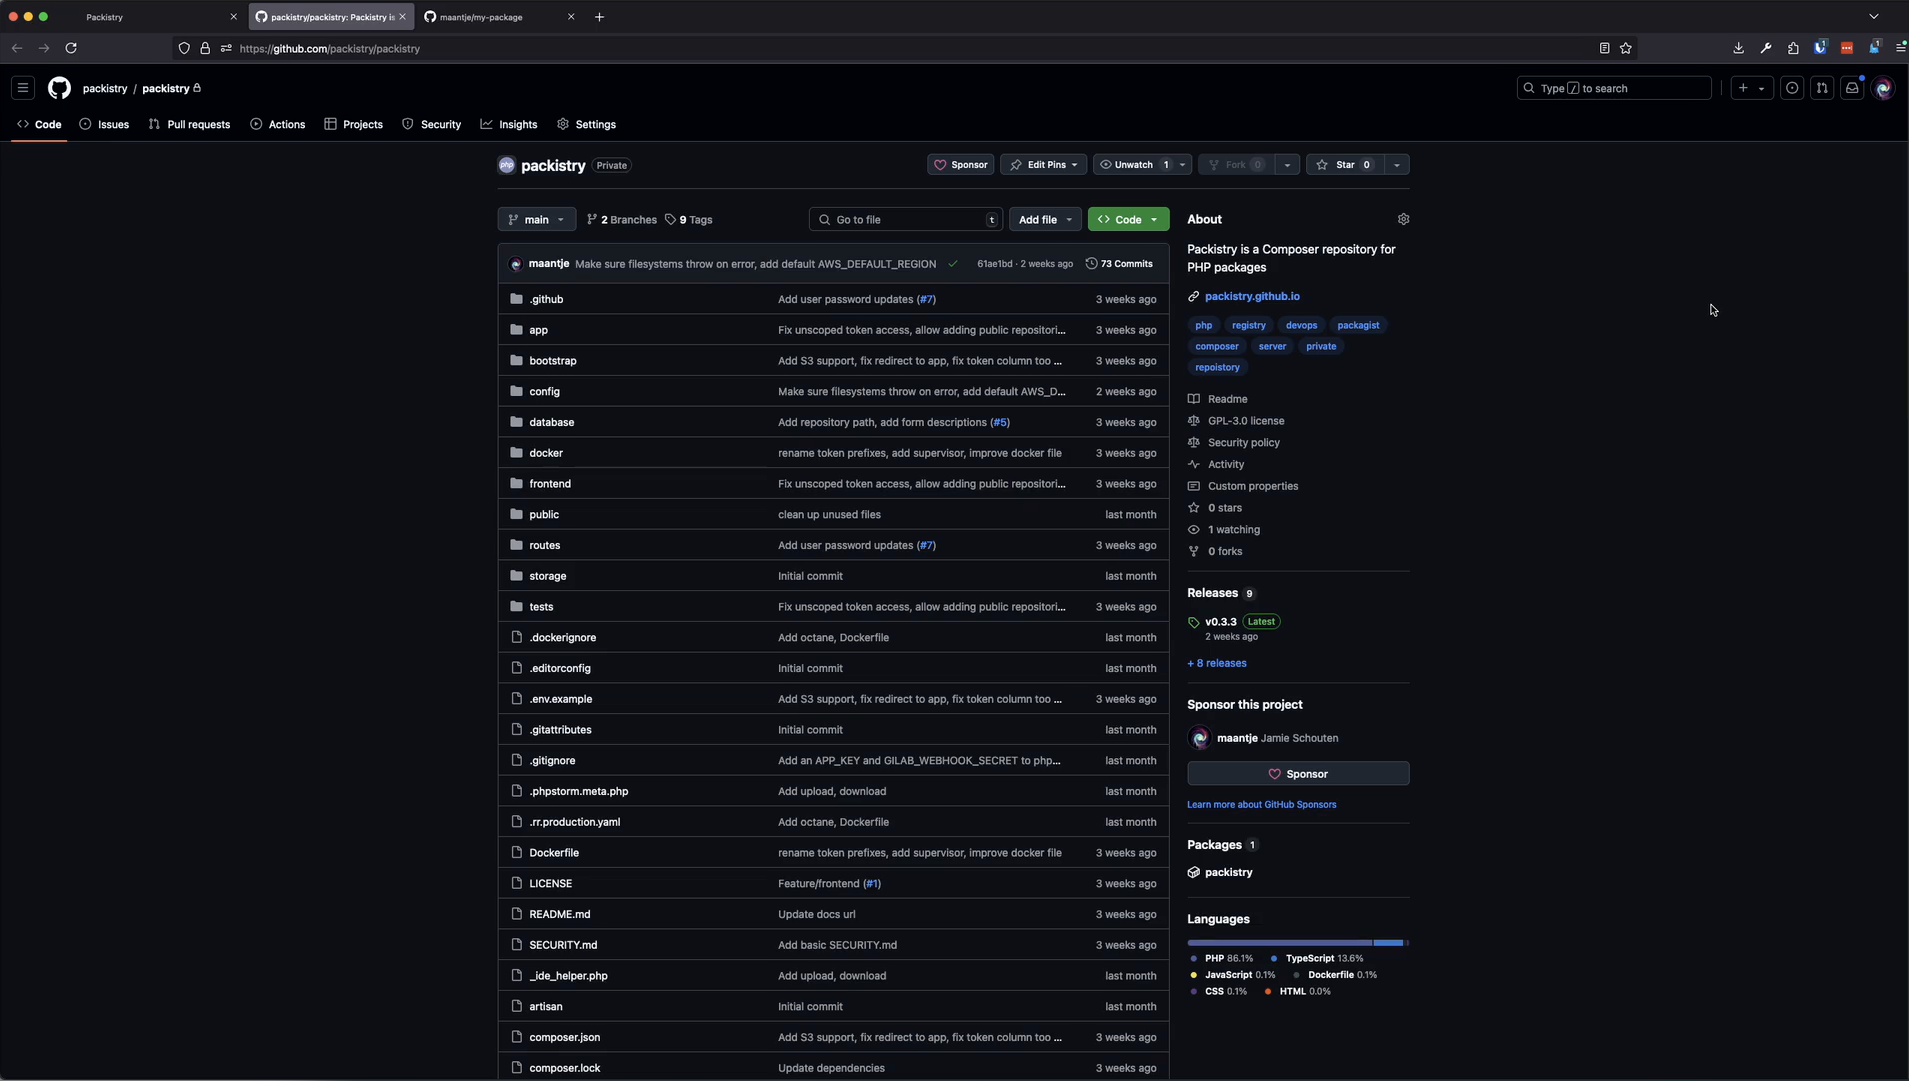 Packistry
packistry/packistry: Packistry is
maantje/my-package
https://github.com/packistry/packistry
packistry / packistry
Type / to search
Code
Issues
Pull requests
Actions
Projects
Security
Insights
Settings
php
packistry
Private
Sponsor
Edit Pins
Unwatch 1
Fork 0
Star 0
main
2 Branches
9 Tags
Go to file
t
Add file
Code
maantje Make sure filesystems throw on error, add default AWS_DEFAULT_REGION
61ae1bd · 2 weeks ago
73 Commits
.github Add user password updates (#7) 3 weeks ago
app Fix unscoped token access, allow adding public repositori... 3 weeks ago
bootstrap Add S3 support, fix redirect to app, fix token column too ... 3 weeks ago
config Make sure filesystems throw on error, add default AWS_D... 2 weeks ago
database Add repository path, add form descriptions (#5) 3 weeks ago
docker rename token prefixes, add supervisor, improve docker file 3 weeks ago
frontend Fix unscoped token access, allow adding public repositori... 3 weeks ago
public clean up unused files last month
routes Add user password updates (#7) 3 weeks ago
storage Initial commit last month
tests Fix unscoped token access, allow adding public repositori... 3 weeks ago
.dockerignore Add octane, Dockerfile last month
.editorconfig Initial commit last month
.env.example Add S3 support, fix redirect to app, fix token column too ... 3 weeks ago
.gitattributes Initial commit last month
.gitignore Add an APP_KEY and GILAB_WEBHOOK_SECRET to php... last month
.phpstorm.meta.php Add upload, download last month
.rr.production.yaml Add octane, Dockerfile last month
Dockerfile rename token prefixes, add supervisor, improve docker file 3 weeks ago
LICENSE Feature/frontend (#1) 3 weeks ago
README.md Update docs url 3 weeks ago
SECURITY.md Add basic SECURITY.md 3 weeks ago
_ide_helper.php Add upload, download last month
artisan Initial commit last month
composer.json Add S3 support, fix redirect to app, fix token column too ... 3 weeks ago
composer.lock Update dependencies last month
About
Packistry is a Composer repository for
PHP packages
packistry.github.io
php registry devops packagist
composer server private
repoistory
Readme
GPL-3.0 license
Security policy
Activity
Custom properties
0 stars
1 watching
0 forks
Releases 9
v0.3.3 Latest
2 weeks ago
+ 8 releases
Sponsor this project
maantje Jamie Schouten
Sponsor
Learn more about GitHub Sponsors
Packages 1
packistry
Languages
PHP 86.1% TypeScript 13.6%
JavaScript 0.1% Dockerfile 0.1%
CSS 0.1% HTML 0.0%